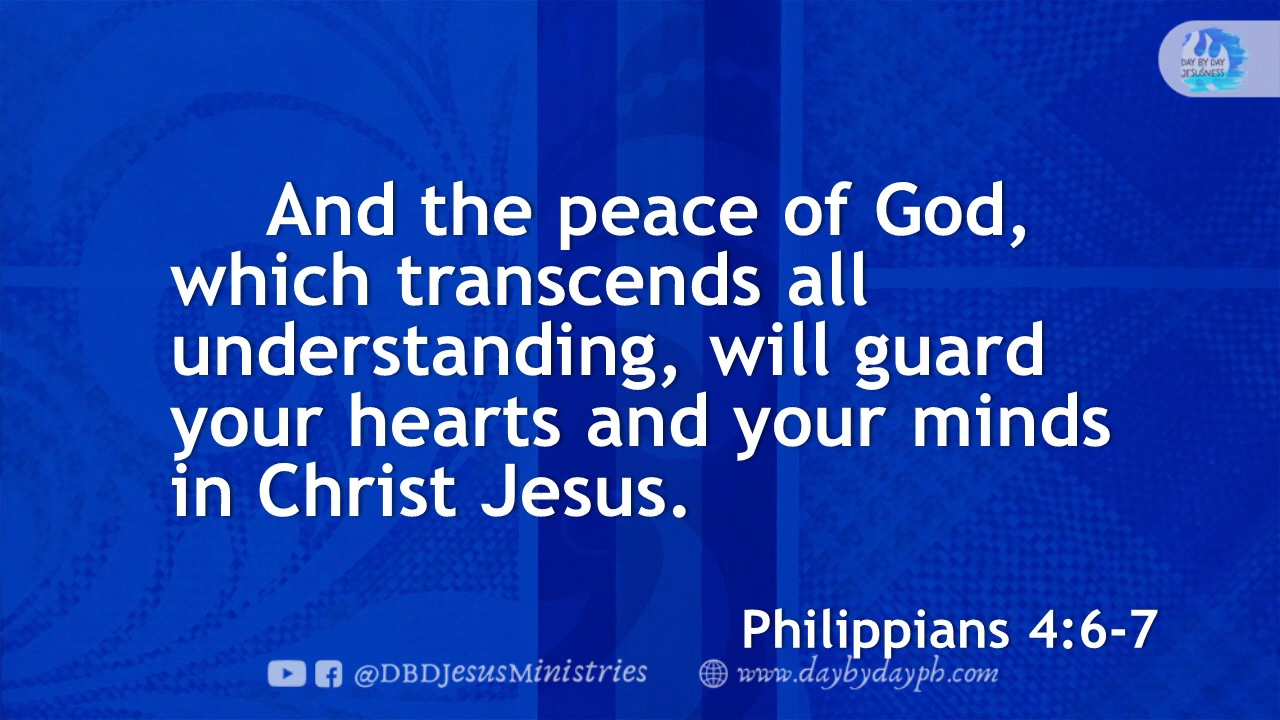 DAY BY DAY
JESUSNESS
And the peace of God,
which transcends all
understanding, will guard
your hearts and your minds
in Christ Jesus.
Philippians 4:6-7
@DBDJesusMinistries www.daybydayph.com